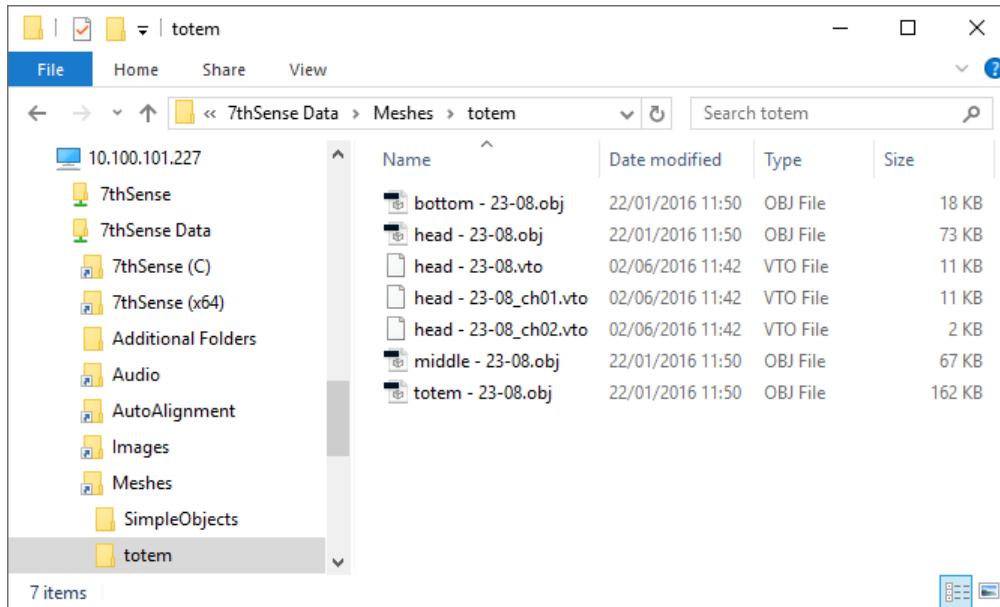 totem
File Home Share View ?
« 7thSense Data > Meshes > totem Search totem
10.100.101.227
7thSense
7thSense Data
7thSense (C)
7thSense (x64)
Additional Folders
Audio
AutoAlignment
Images
Meshes
SimpleObjects
totem
Name Date modified Type Size
bottom - 23-08.obj 22/01/2016 11:50 OBJ File 18 KB
head - 23-08.obj 22/01/2016 11:50 OBJ File 73 KB
head - 23-08.vto 02/06/2016 11:42 VTO File 11 KB
head - 23-08_ch01.vto 02/06/2016 11:42 VTO File 11 KB
head - 23-08_ch02.vto 02/06/2016 11:42 VTO File 2 KB
middle - 23-08.obj 22/01/2016 11:50 OBJ File 67 KB
totem - 23-08.obj 22/01/2016 11:50 OBJ File 162 KB
7 items